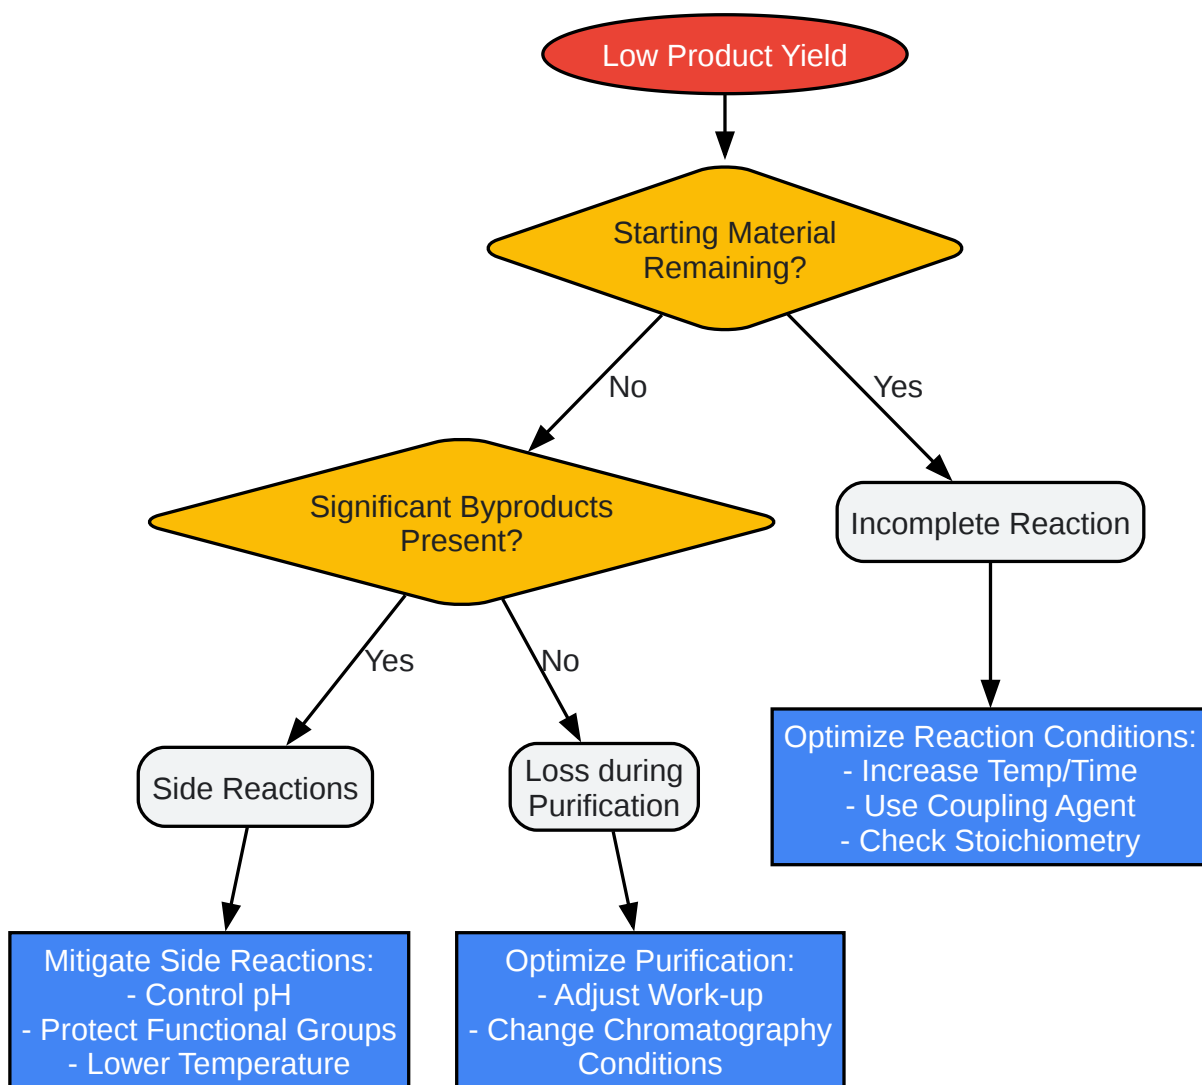 Low Product Yield
Starting Material
Remaining?
No
Yes
Significant Byproducts
Present?
Incomplete Reaction
Yes
No
Side Reactions
Loss during
Purification
Optimize Reaction Conditions:
- Increase Temp/Time
- Use Coupling Agent
- Check Stoichiometry
Mitigate Side Reactions:
- Control pH
- Protect Functional Groups
- Lower Temperature
Optimize Purification:
- Adjust Work-up
- Change Chromatography
Conditions